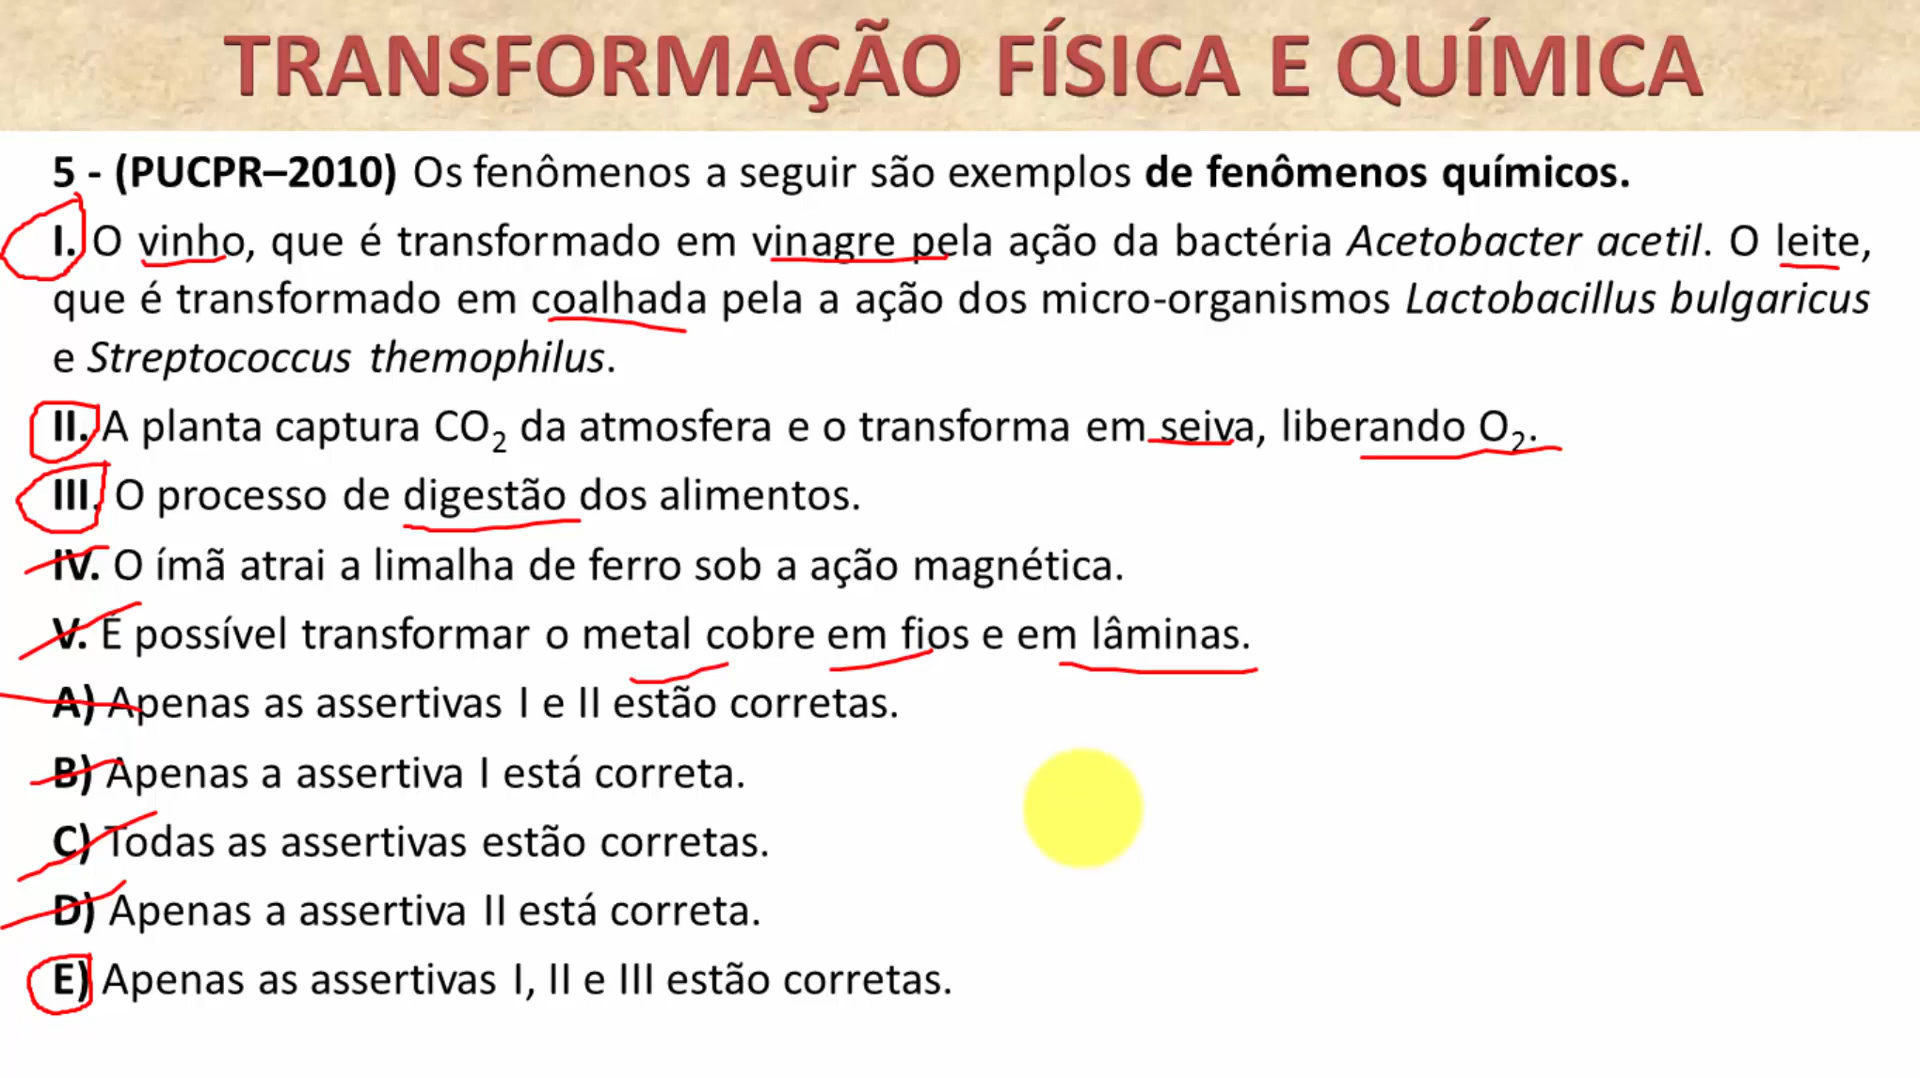 TRANSFORMAÇÃO FÍSICA E QUÍMICA
5 - (PUCPR–2010) Os fenômenos a seguir são exemplos de fenômenos químicos.
I. O vinho, que é transformado em vinagre pela ação da bactéria Acetobacter acetil. O leite,
que é transformado em coalhada pela a ação dos micro-organismos Lactobacillus bulgaricus
e Streptococcus themophilus.
II. A planta captura CO₂ da atmosfera e o transforma em seiva, liberando O₂.
III. O processo de digestão dos alimentos.
IV. O ímã atrai a limalha de ferro sob a ação magnética.
V. É possível transformar o metal cobre em fios e em lâminas.
A) Apenas as assertivas I e II estão corretas.
B) Apenas a assertiva I está correta.
C) Todas as assertivas estão corretas.
D) Apenas a assertiva II está correta.
E) Apenas as assertivas I, II e III estão corretas.